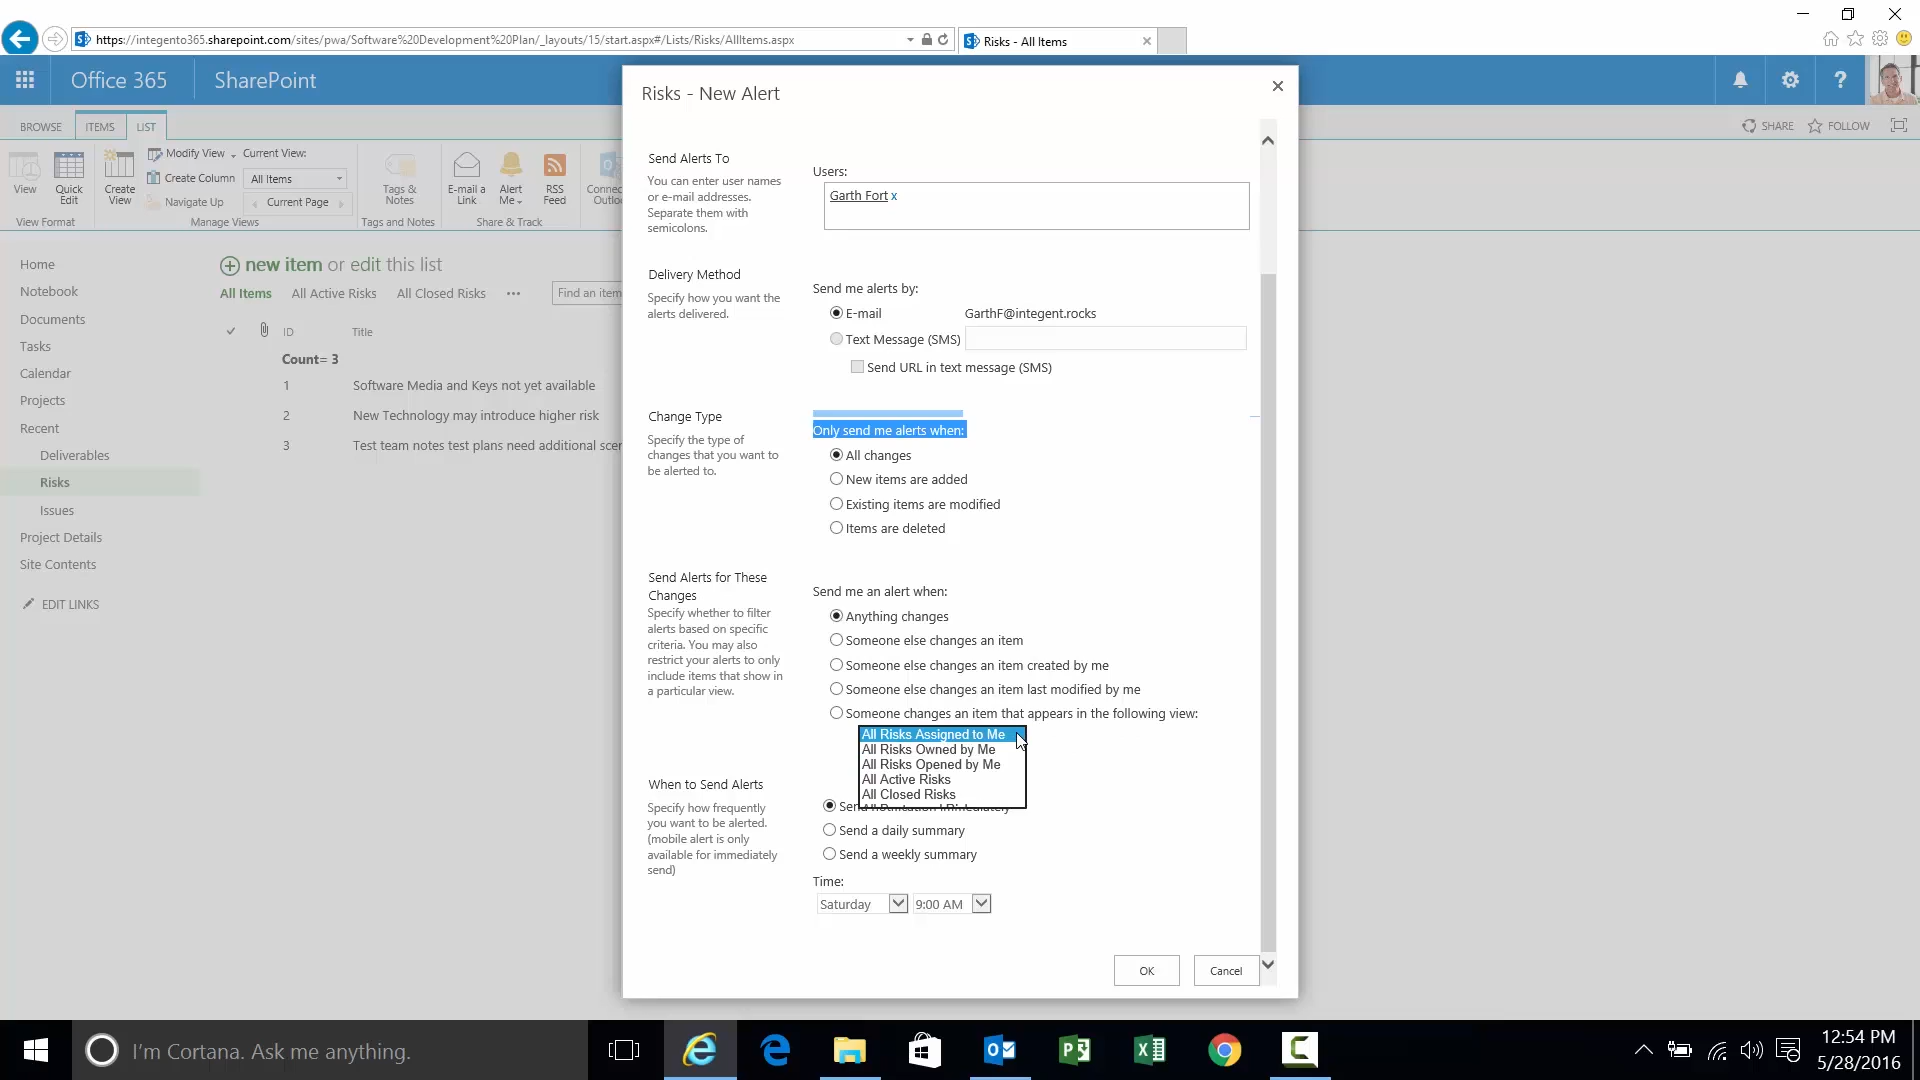 https://integento365.sharepoint.com/sites/pwa/Software%20Development%20Plan/_layouts/15/start.aspx#/Lists/Risks/AllItems.aspx
Risks - All Items
Office 365
SharePoint
BROWSE
ITEMS
LIST
SHARE
FOLLOW
View
Quick Edit
View Format
Create View
Modify View
Create Column
Navigate Up
Current View:
All Items
Current Page
Manage Views
Tags & Notes
Tags and Notes
E-mail a Link
Alert Me
RSS Feed
Share & Track
Home
Notebook
Documents
Tasks
Calendar
Projects
Recent
Deliverables
Risks
Issues
Project Details
Site Contents
EDIT LINKS
new item or edit this list
All Items All Active Risks All Closed Risks ...
Find an item
ID Title
Count= 3
1 Software Media and Keys not yet available
2 New Technology may introduce higher risk
3 Test team notes test plans need additional
Risks - New Alert
Send Alerts To
You can enter user names
or e-mail addresses.
Separate them with
semicolons.
Users:
Garth Fort x
Delivery Method
Specify how you want the
alerts delivered.
Send me alerts by:
E-mail GarthF@integent.rocks
Text Message (SMS)
Send URL in text message (SMS)
Change Type
Specify the type of
changes that you want to
be alerted to.
Only send me alerts when:
All changes
New items are added
Existing items are modified
Items are deleted
Send Alerts for These
Changes
Specify whether to filter
alerts based on specific
criteria. You may also
restrict your alerts to only
include items that show in
a particular view.
Send me an alert when:
Anything changes
Someone else changes an item
Someone else changes an item created by me
Someone else changes an item last modified by me
Someone changes an item that appears in the following view:
All Risks Assigned to Me
All Risks Owned by Me
All Risks Opened by Me
All Active Risks
All Closed Risks
When to Send Alerts
Specify how frequently
you want to be alerted.
(mobile alert is only
available for immediately
send)
Send a daily summary
Send a weekly summary
Time:
Saturday 9:00 AM
OK
Cancel
I'm Cortana. Ask me anything.
12:54 PM
5/28/2016